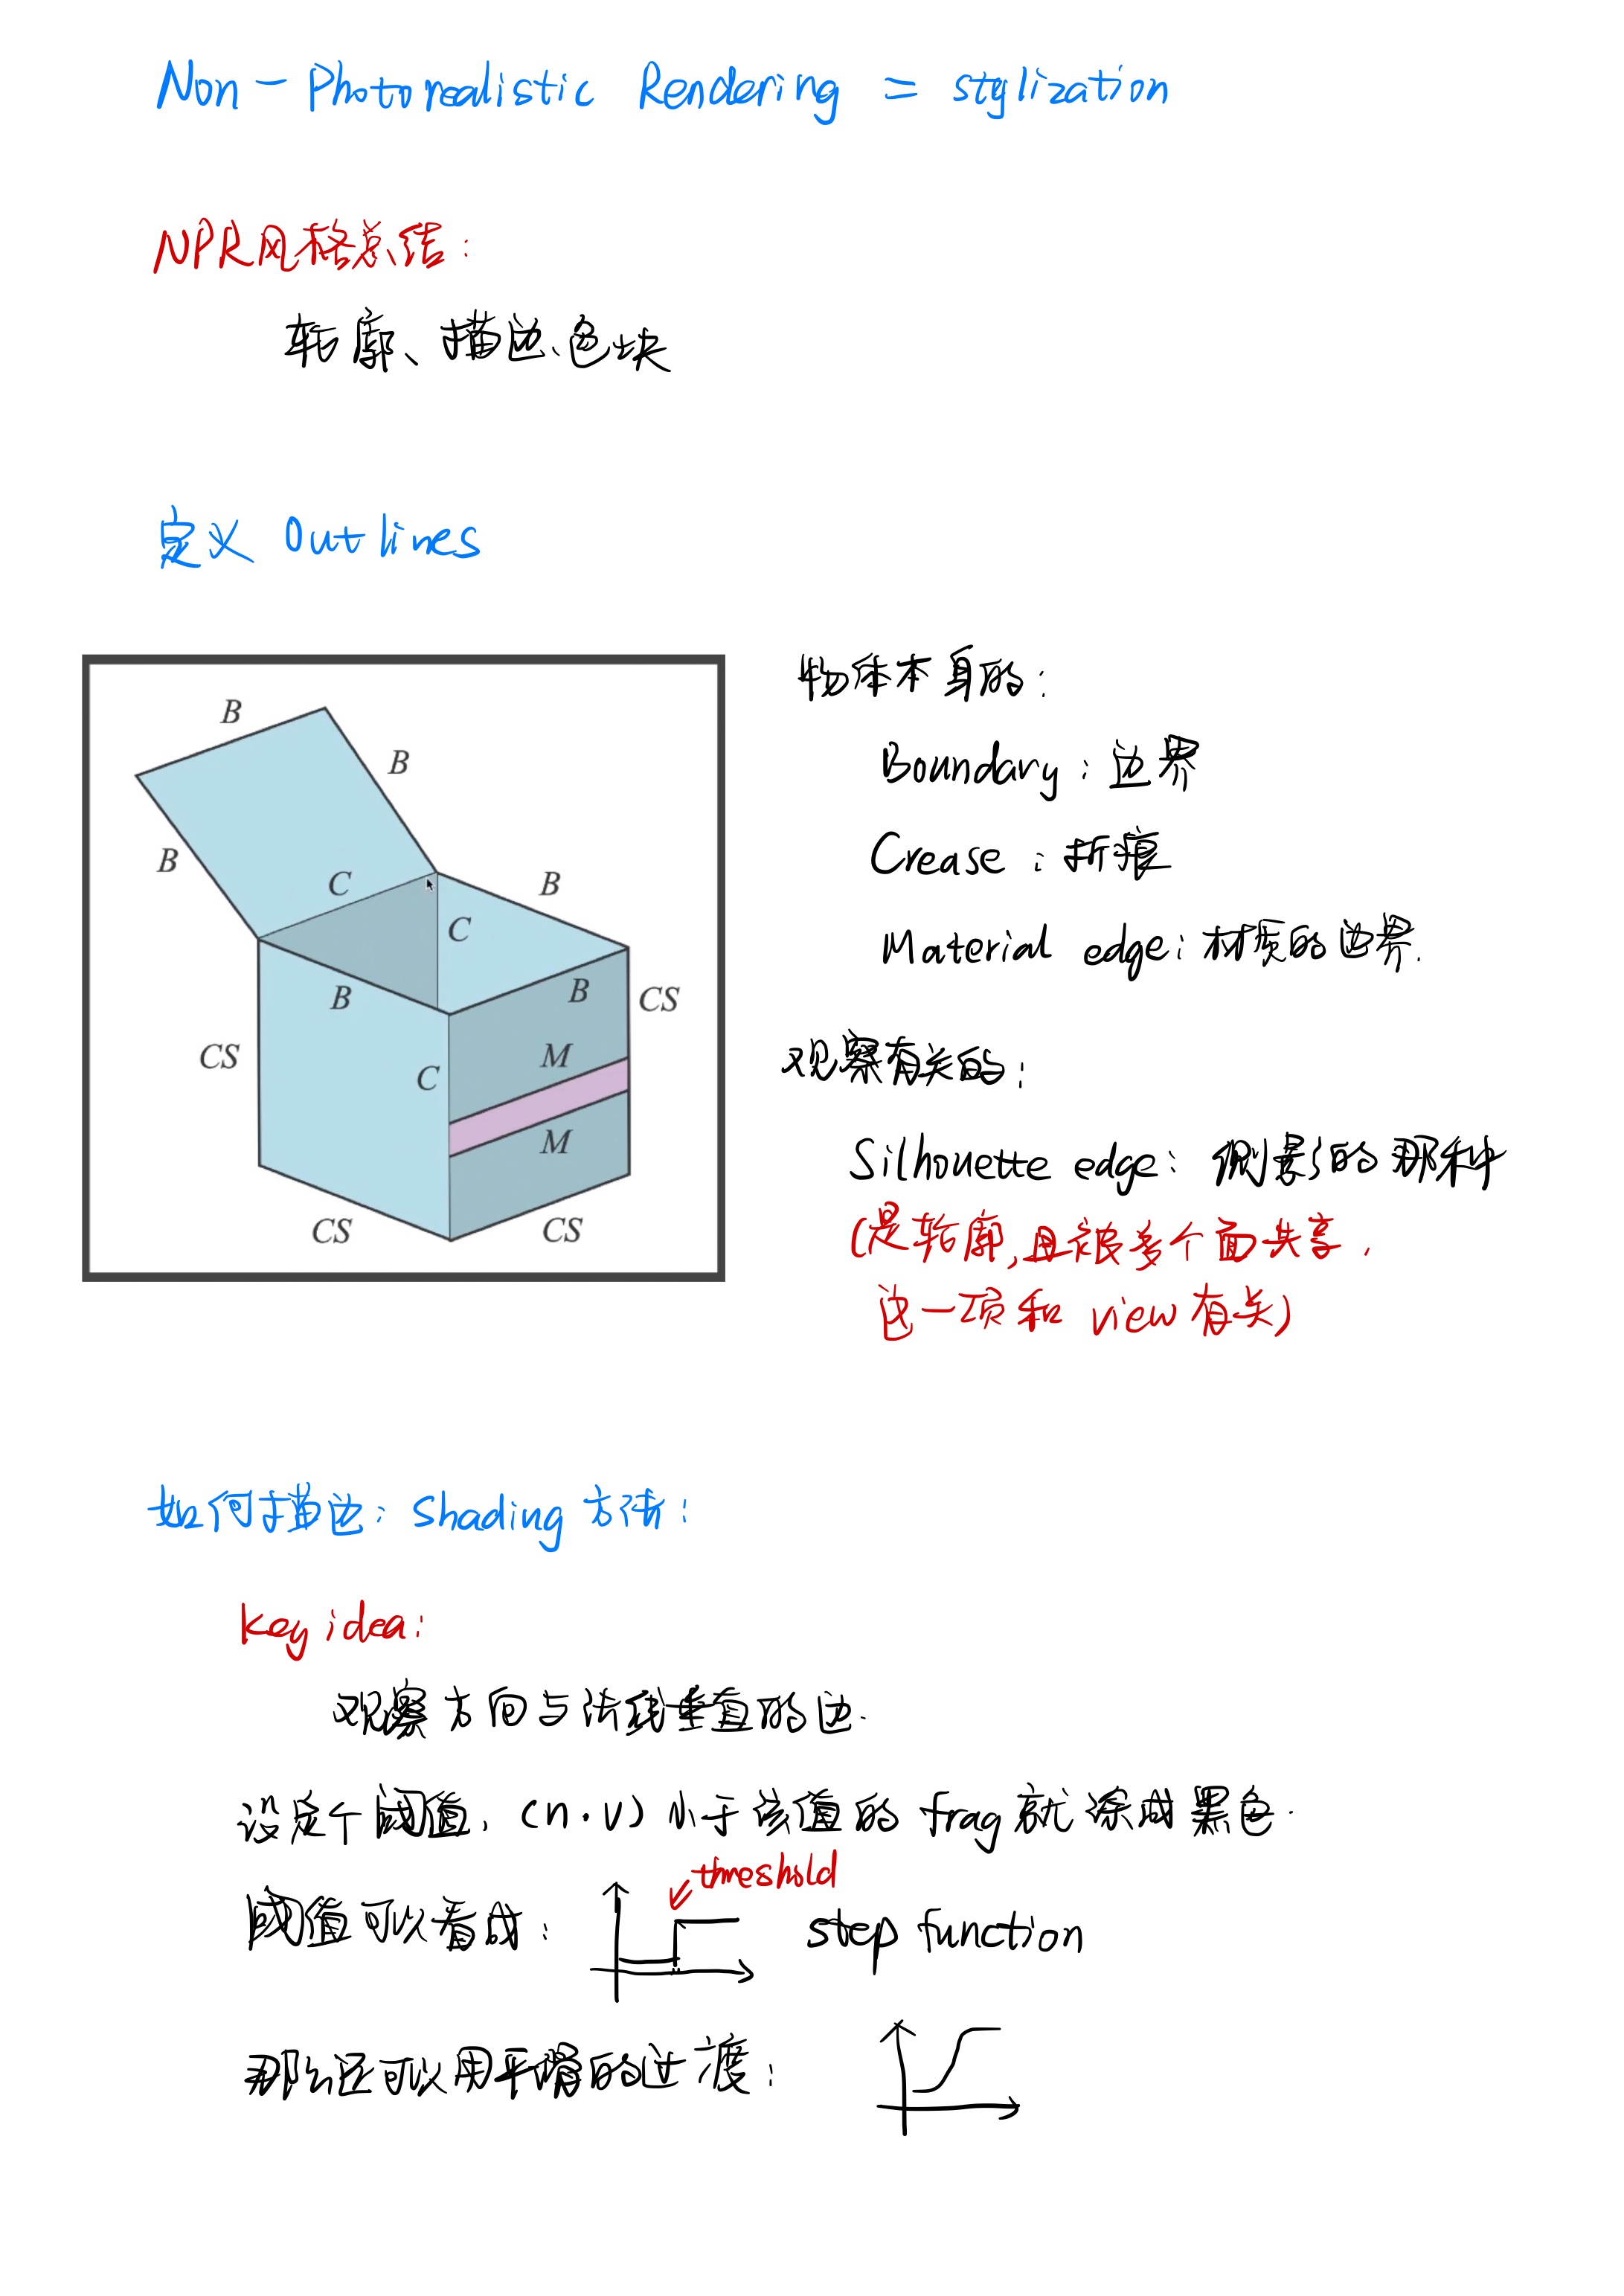 Non-Photorealistic Rendering = stylization
NPR风格总结:
轮廓、描边、色块
定义 Outlines
B
B
B
C
B
C
B
B
CS
CS
M
C
M
CS
CS
物体本身的:
Boundary: 边界
Crease: 折痕
Material edge: 材质的边界.
观察有关的:
Silhouette edge: 侧影的那种
(是轮廓,且被多个面共享,
这一项和 view 有关)
如何描边: Shading 方法:
Key idea:
观察方向与法线垂直的边.
设定个阈值, (n·v) 小于该值的 frag 就涂成黑色.
threshold
阈值可以看成: step function
那么还可以用平滑的过渡: